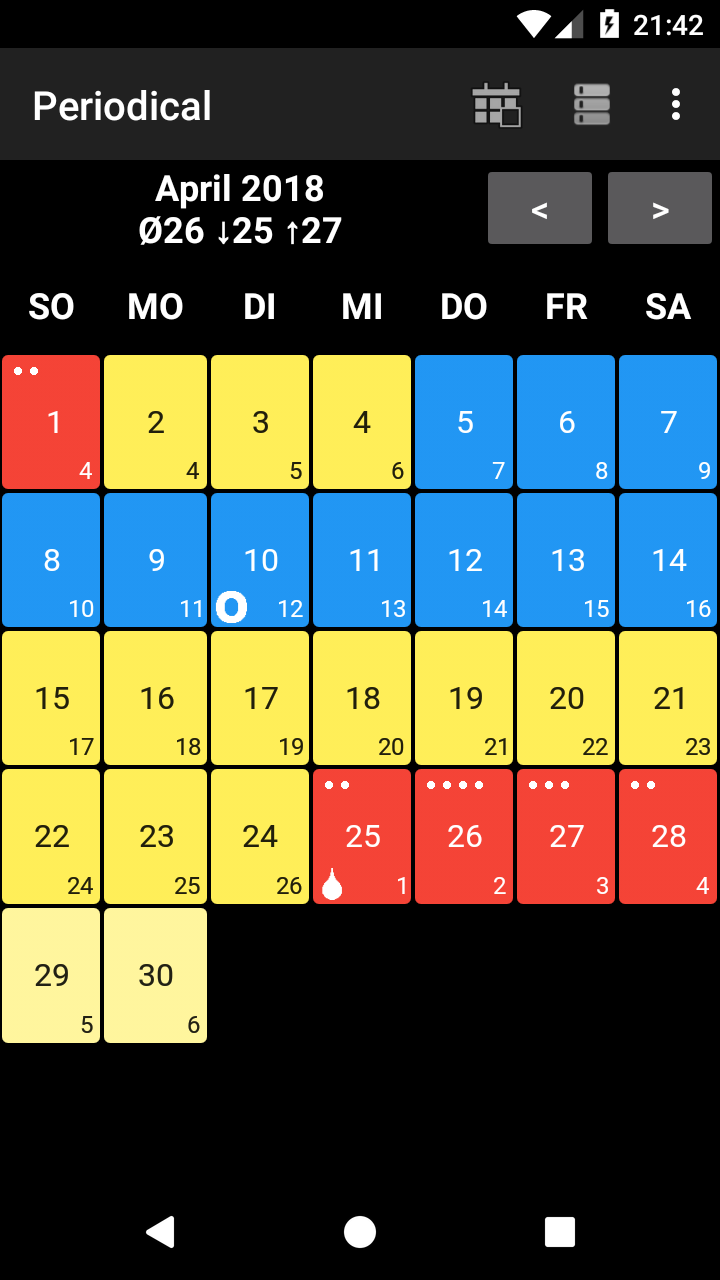 21:42
Periodical
April 2018
Ø26 ↓25 ↑27
< >
SO MO DI MI DO FR SA
1 2 3 4 5 6 7
4 4 5 6 7 8 9
8 9 10 11 12 13 14
10 11 O 12 13 14 15 16
15 16 17 18 19 20 21
17 18 19 20 21 22 23
22 23 24 25 26 27 28
24 25 26 1 2 3 4
29 30
5 6